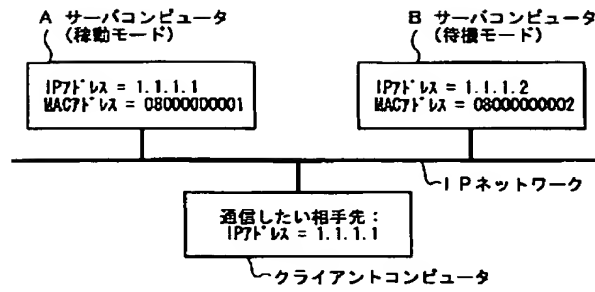 A サーバコンピュータ
(稼動モード)
B サーバコンピュータ
(待機モード)
IPｱﾄﾞﾚｽ = 1.1.1.1
MACｱﾄﾞﾚｽ = 08000000001
IPｱﾄﾞﾚｽ = 1.1.1.2
MACｱﾄﾞﾚｽ = 08000000002
IPネットワーク
通信したい相手先：
IPｱﾄﾞﾚｽ = 1.1.1.1
クライアントコンピュータ